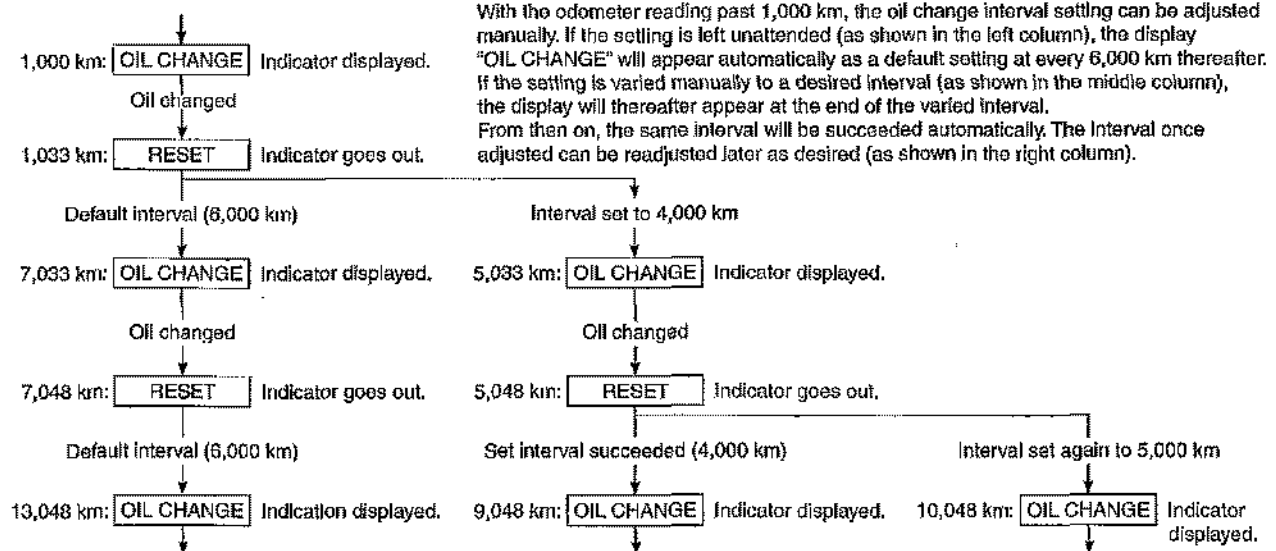 With the odometer reading past 1,000 km, the oil change interval setting can be adjusted
manually. If the setting is left unattended (as shown in the left column), the display
"OIL CHANGE" will appear automatically as a default setting at every 6,000 km thereafter.
If the setting is varied manually to a desired interval (as shown in the middle column),
the display will thereafter appear at the end of the varied interval.
From then on, the same interval will be succeeded automatically. The Interval once
adjusted can be readjusted later as desired (as shown in the right column).
1,000 km: OIL CHANGE Indicator displayed.
Oil changed
1,033 km: RESET Indicator goes out.
Default interval (6,000 km) Interval set to 4,000 km
7,033 km: OIL CHANGE Indicator displayed. 5,033 km: OIL CHANGE Indicator displayed.
Oil changed Oil changed
7,048 km: RESET Indicator goes out. 5,048 km: RESET Indicator goes out.
Default interval (6,000 km) Set interval succeeded (4,000 km) Interval set again to 5,000 km
13,048 km: OIL CHANGE Indication displayed. 9,048 km: OIL CHANGE Indicator displayed. 10,048 km: OIL CHANGE Indicator
displayed.